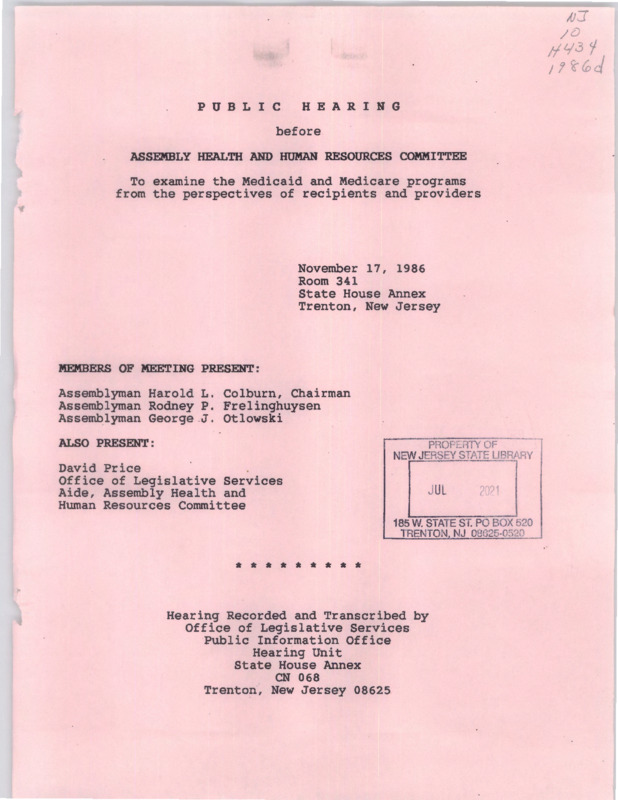 NJ
10
H434
1986d
PUBLIC HEARING
before
ASSEMBLY HEALTH AND HUMAN RESOURCES COMMITTEE
To examine the Medicaid and Medicare programs
from the perspectives of recipients and providers
November 17, 1986
Room 341
State House Annex
Trenton, New Jersey
MEMBERS OF MEETING PRESENT:
Assemblyman Harold L. Colburn, Chairman
Assemblyman Rodney P. Frelinghuysen
Assemblyman George J. Otlowski
ALSO PRESENT:
David Price
Office of Legislative Services
Aide, Assembly Health and
Human Resources Committee
PROPERTY OF
NEW JERSEY STATE LIBRARY
JUL 2021
185 W. STATE ST. PO BOX 520
TRENTON, NJ 08625-0520
* * * * * * * * *
Hearing Recorded and Transcribed by
Office of Legislative Services
Public Information Office
Hearing Unit
State House Annex
CN 068
Trenton, New Jersey 08625